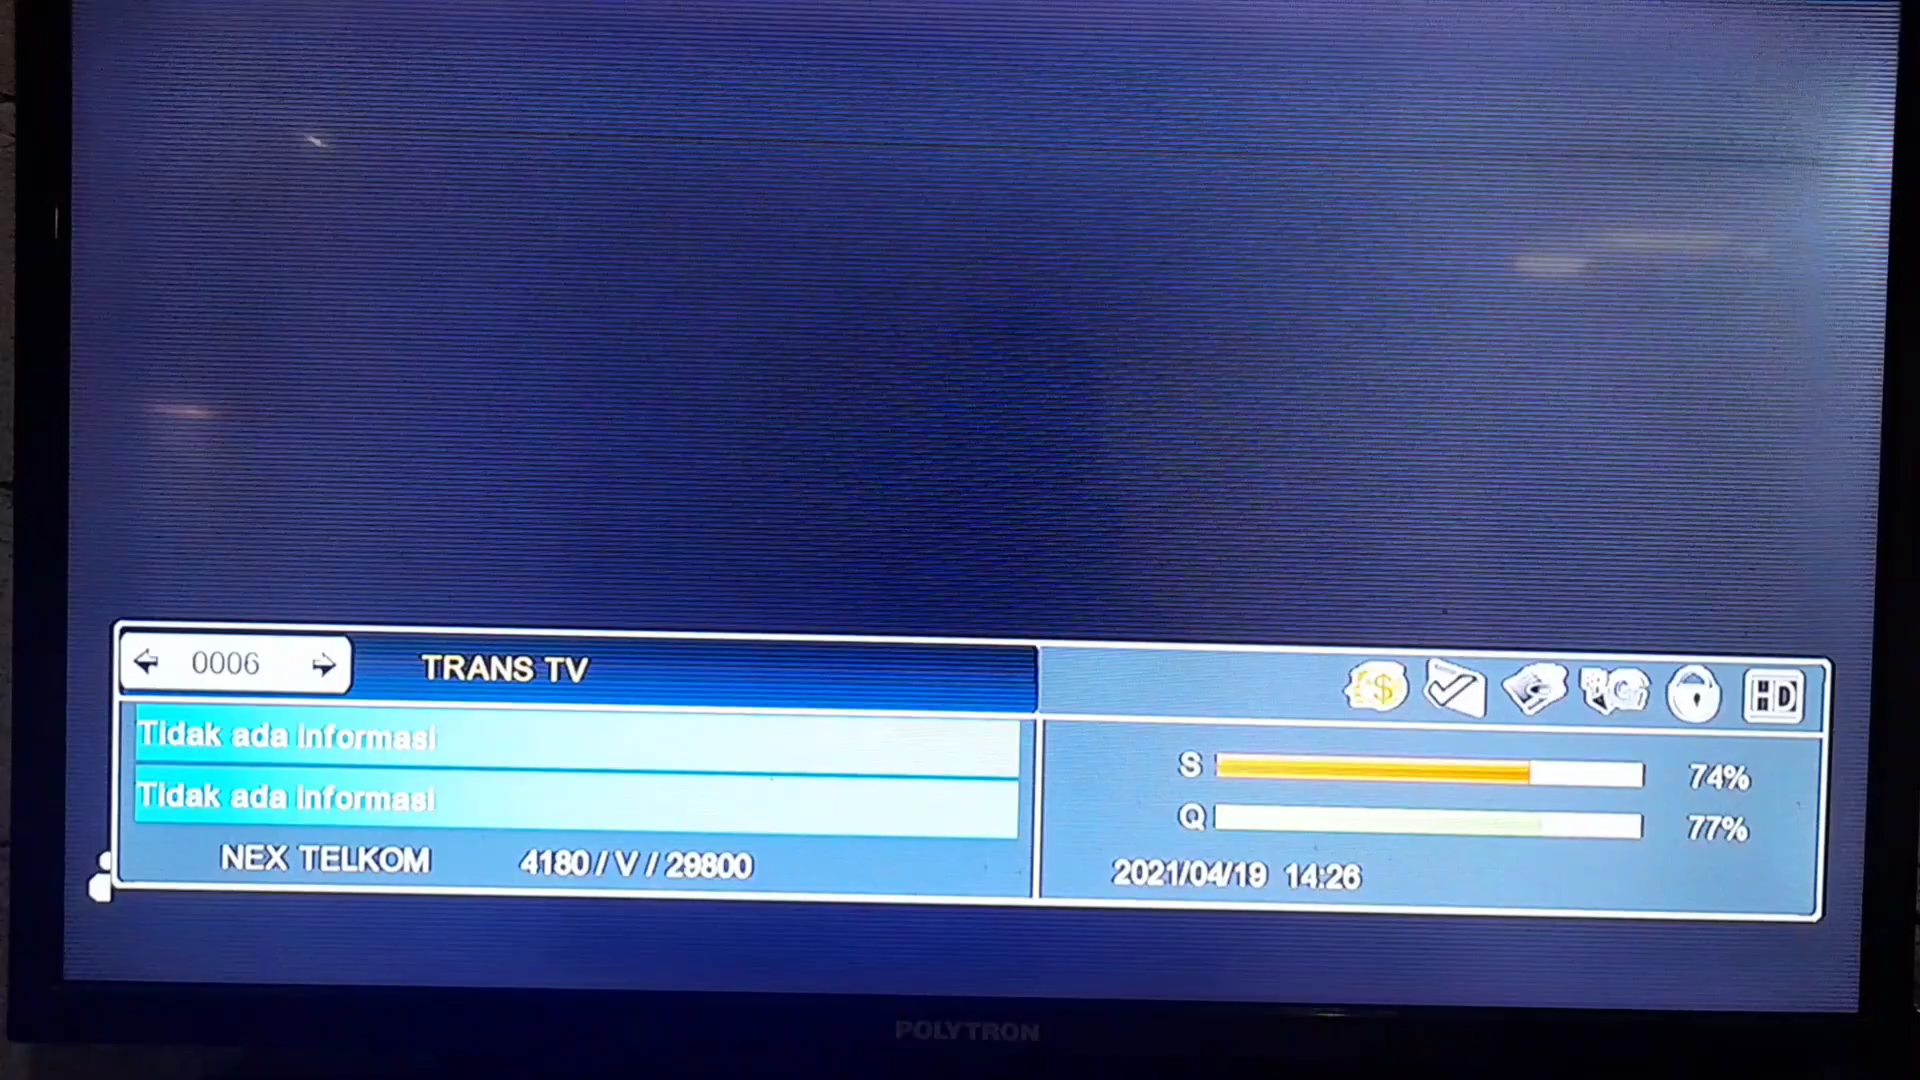 0006
TRANS TV
$
HD
Tidak ada informasi
Tidak ada informasi
S 74%
Q 77%
NEX TELKOM 4180 / V / 29800
2021/04/19 14:26
POLYTRON